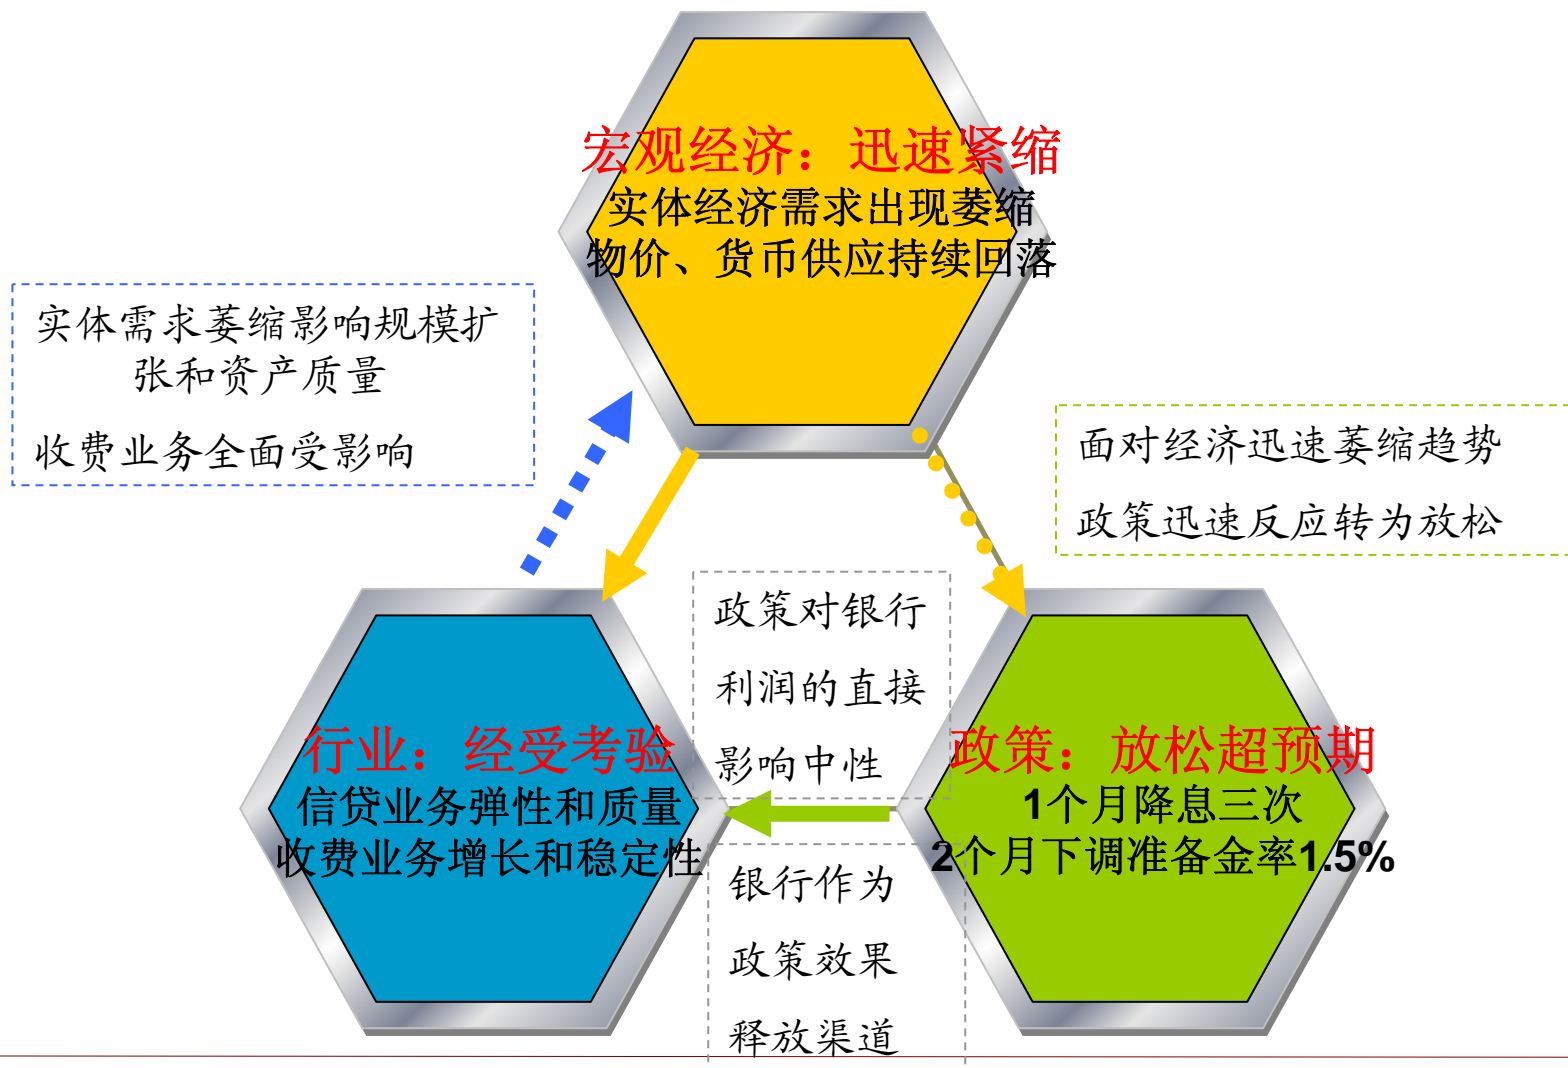 宏观经济：迅速紧缩
实体经济需求出现萎缩
物价、货币供应持续回落
实体需求萎缩影响规模扩
张和资产质量
收费业务全面受影响
面对经济迅速萎缩趋势
政策迅速反应转为放松
政策对银行
利润的直接
影响中性
行业：经受考验
信贷业务弹性和质量
收费业务增长和稳定性
政策：放松超预期
1个月降息三次
2个月下调准备金率1.5%
银行作为
政策效果
释放渠道